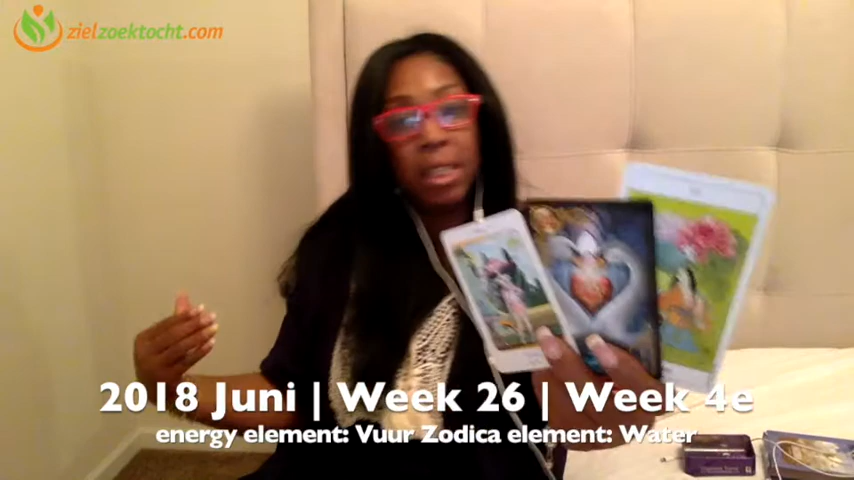 zielzoektocht.com
2018 Juni | Week 26 | Week 4e
energy element: Vuur Zodica element: Water